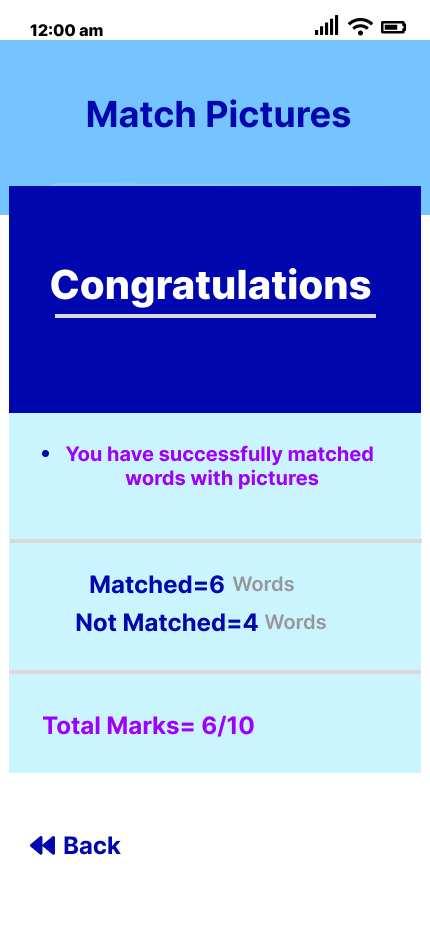 12:00 am
Match Pictures
Congratulations
• You have successfully matched
words with pictures
Matched=6 Words
Not Matched=4 Words
Total Marks= 6/10
Back